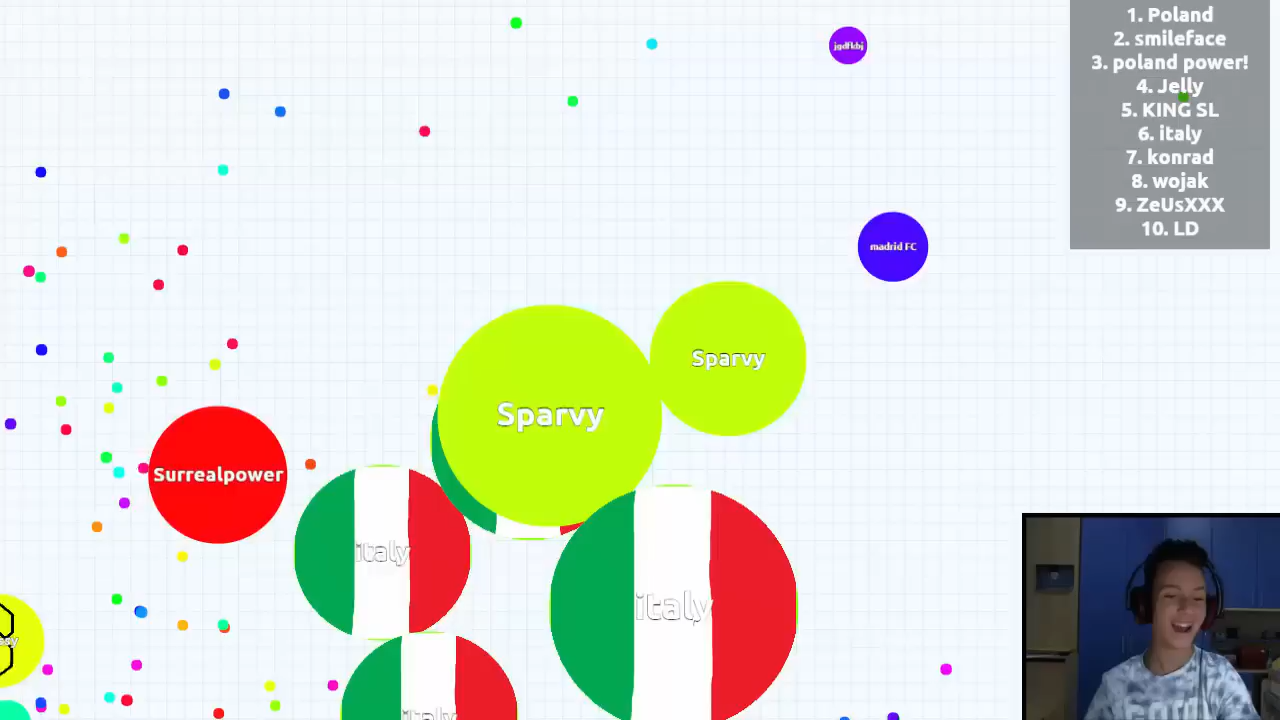 1. Poland
2. smileface
3. poland power!
4. Jelly
5. KING SL
6. italy
7. konrad
8. wojak
9. ZeUsXXX
10. LD
jgdfkbj
madrid FC
Sparvy
Sparvy
Surrealpower
italy
italy
italy